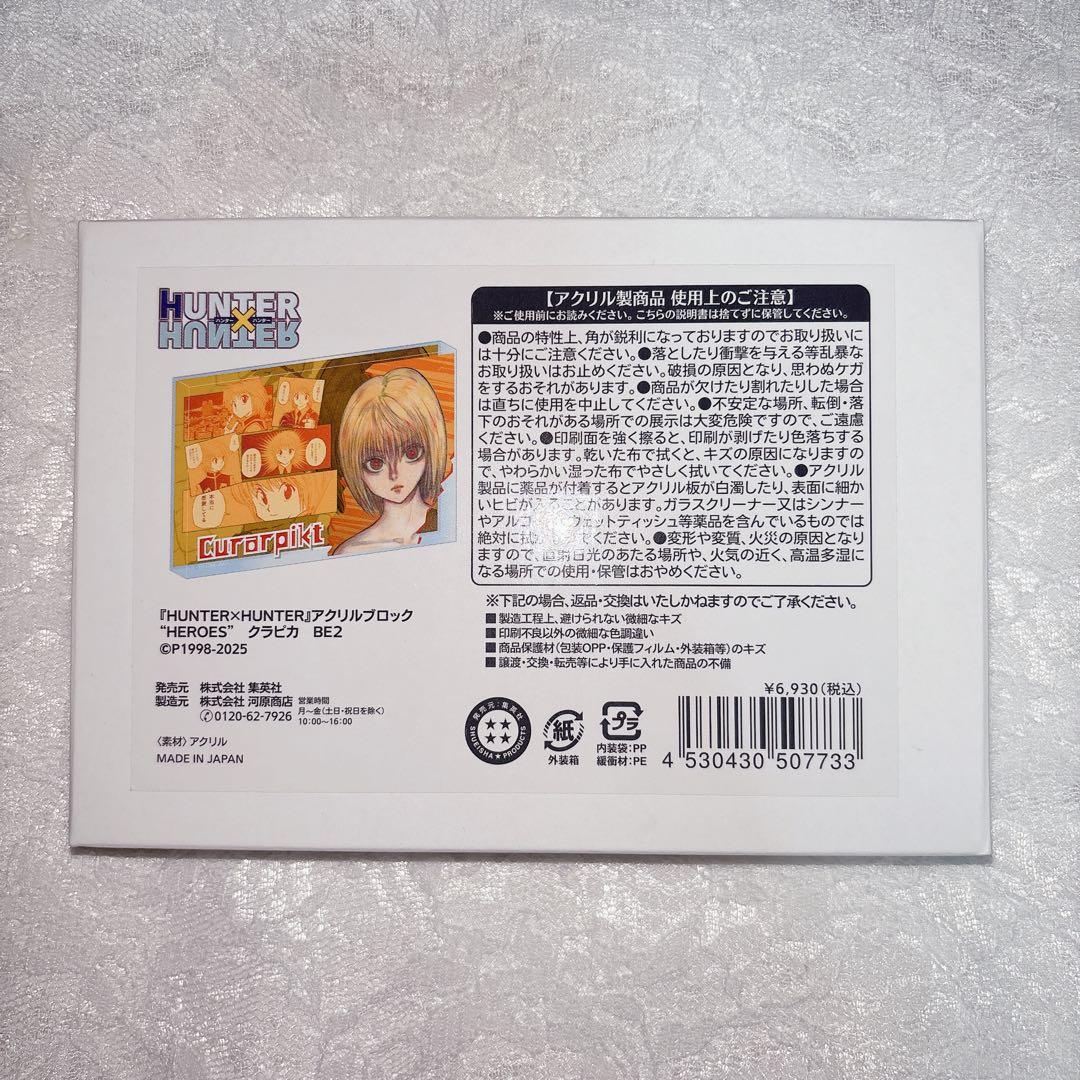 HUNTER
×
ハンター ハンター
HUNTER
Curarpikt
『HUNTER×HUNTER』アクリルブロック
“HEROES” クラピカ BE2
©P1998-2025
発売元 株式会社 集英社
製造元 株式会社 河原商店
0120-62-7926
営業時間
月～金(土日・祝日を除く)
10:00～16:00
〈素材〉アクリル
MADE IN JAPAN
【アクリル製商品 使用上のご注意】
※ご使用前にお読みください。こちらの説明書は捨てずに保管してください。
●商品の特性上、角が鋭利になっておりますのでお取り扱いに
は十分にご注意ください。●落としたり衝撃を与える等乱暴な
お取り扱いはお止めください。破損の原因となり、思わぬケガ
をするおそれがあります。●商品が欠けたり割れたりした場合
は直ちに使用を中止してください。●不安定な場所、転倒・落
下のおそれがある場所での展示は大変危険ですので、ご遠慮
ください。●印刷面を強く擦ると、印刷が剥げたり色落ちする
場合があります。乾いた布で拭くと、キズの原因になりますの
で、やわらかい湿った布でやさしく拭いてください。●アクリル
製品に薬品が付着するとアクリル板が白濁したり、表面に細か
いヒビが入ることがあります。ガラスクリーナー又はシンナー
やアルコ ウェットティッシュ等薬品を含んでいるものでは
絶対に拭 てください。●変形や変質、火災の原因となり
ますので、直射日光のあたる場所や、火気の近く、高温多湿に
なる場所での使用・保管はおやめください。
※下記の場合、返品・交換はいたしかねますのでご了承ください。
■製造工程上、避けられない微細なキズ
■印刷不良以外の微細な色調違い
■商品保護材(包装OPP・保護フィルム・外装箱等)のキズ
■譲渡・交換・転売等により手に入れた商品の不備
¥6,930(税込)
発売元:集英社
SHUEISHA★PRODUCTS
紙
外装箱
プラ
内装袋:PP
緩衝材:PE
4 530430 507733